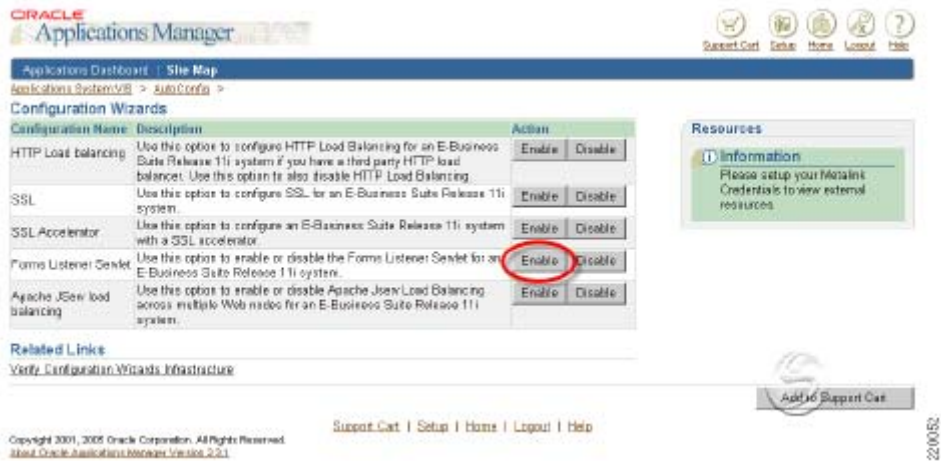 ORACLE
Applications Manager
Support Cart Setup Home Logout Help
Applications Dashboard | Site Map
Applications System:VIS > AutoConfig >
Configuration Wizards
Configuration Name Description Action
HTTP Load balancing
Use this option to configure HTTP Load Balancing for an E-Business
Suite Release 11i system if you have a third party HTTP load
balancer. Use this option to also disable HTTP Load Balancing.
Enable Disable
SSL
Use this option to configure SSL for an E-Business Suite Release 11i
system.
Enable Disable
SSL Accelerator
Use this option to configure an E-Business Suite Release 11i system
with a SSL accelerator.
Enable Disable
Forms Listener Servlet
Use this option to enable or disable the Forms Listener Servlet for an
E-Business Suite Release 11i system.
Enable Disable
Apache JServ load
balancing
Use this option to enable or disable Apache Jserv Load Balancing
across multiple Web nodes for an E-Business Suite Release 11i
system.
Enable Disable
Resources
Information
Please setup your Metalink
Credentials to view external
resources.
Related Links
Verify Configuration Wizards Infrastructure
Add to Support Cart
Support Cart | Setup | Home | Logout | Help
Copyright 2001, 2005 Oracle Corporation. All Rights Reserved.
About Oracle Applications Manager Version 2.3.1
220052